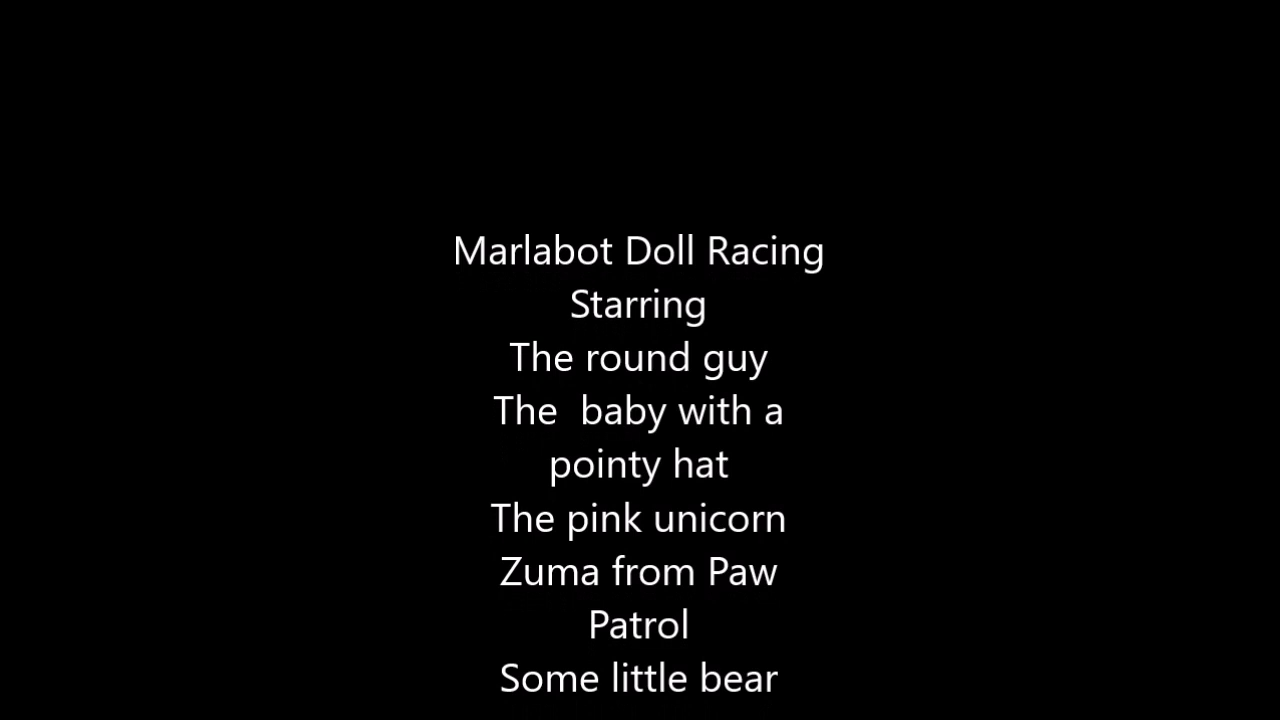 Marlabot Doll Racing
Starring
The round guy
The  baby with a
pointy hat
The pink unicorn
Zuma from Paw
Patrol
Some little bear